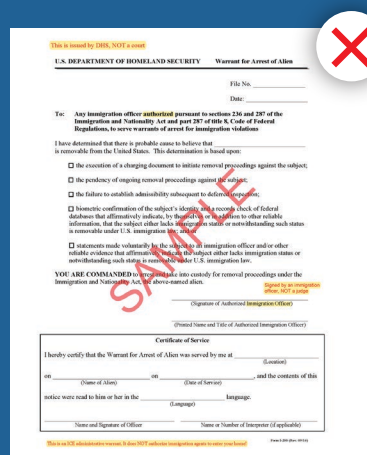 This is issued by DHS, NOT a court
U.S. DEPARTMENT OF HOMELAND SECURITY Warrant for Arrest of Alien
File No.
Date:
To: Any immigration officer authorized pursuant to sections 236 and 287 of the
Immigration and Nationality Act and part 287 of title 8, Code of Federal
Regulations, to serve warrants of arrest for immigration violations
I have determined that there is probable cause to believe that
is removable from the United States. This determination is based upon:
the execution of a charging document to initiate removal proceedings against the subject;
the pendency of ongoing removal proceedings against the subject;
the failure to establish admissibility subsequent to deferred inspection;
biometric confirmation of the subject's identity and a records check of federal
databases that affirmatively indicate, by themselves or in addition to other reliable
information, that the subject either lacks immigration status or notwithstanding such status
is removable under U.S. immigration law; and/or
statements made voluntarily by the subject to an immigration officer and/or other
reliable evidence that affirmatively indicate the subject either lacks immigration status or
notwithstanding such status is removable under U.S. immigration law.
SAMPLE
YOU ARE COMMANDED to arrest and take into custody for removal proceedings under the
Immigration and Nationality Act, the above-named alien.
Signed by an immigration
officer, NOT a judge
(Signature of Authorized Immigration Officer)
(Printed Name and Title of Authorized Immigration Officer)
Certificate of Service
I hereby certify that the Warrant for Arrest of Alien was served by me at
(Location)
on on , and the contents of this
(Name of Alien) (Date of Service)
notice were read to him or her in the language.
(Language)
Name and Signature of Officer Name or Number of Interpreter (if applicable)
This is an ICE administrative warrant. It does NOT authorize immigration agents to enter your home!
Form I-200 (Rev. 09/16)